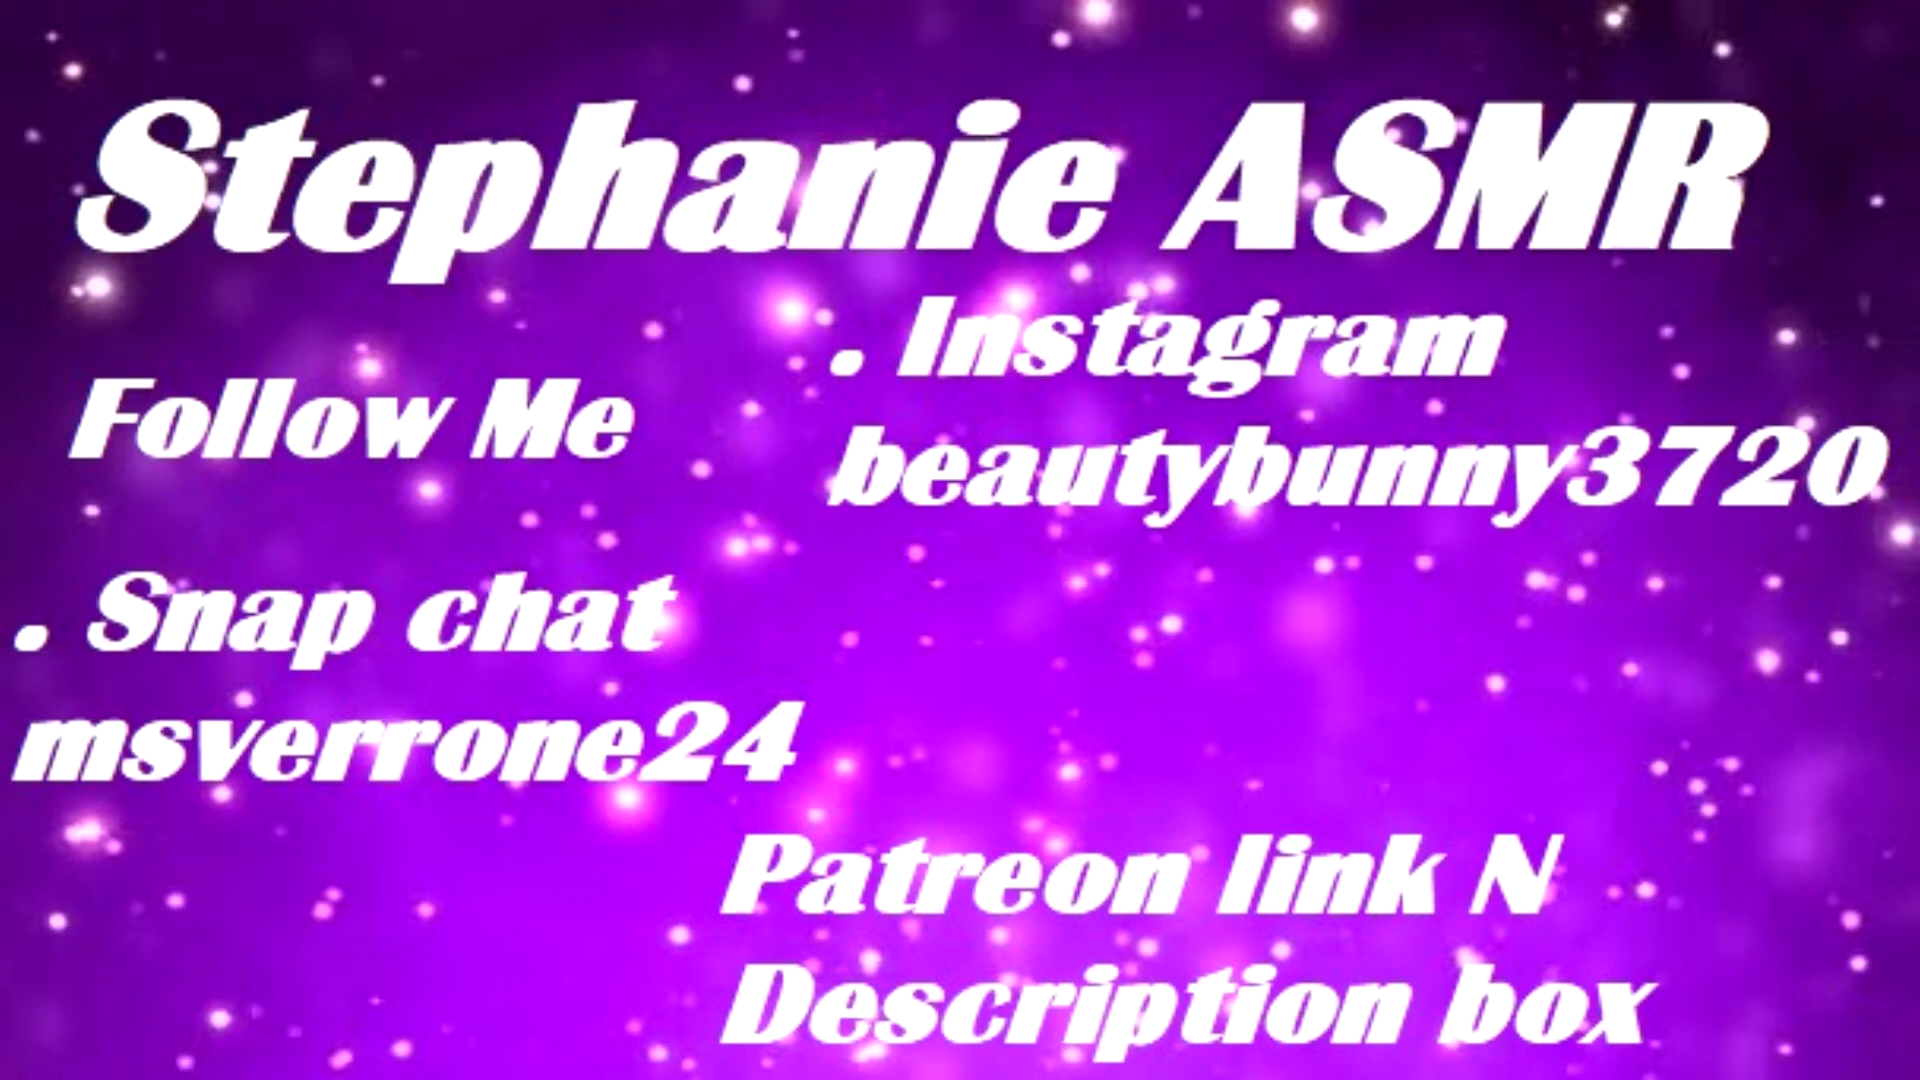 Stephanie ASMR
Follow Me
. Instagram
beautybunny3720
. Snap chat
msverrone24
Patreon link N
Description box